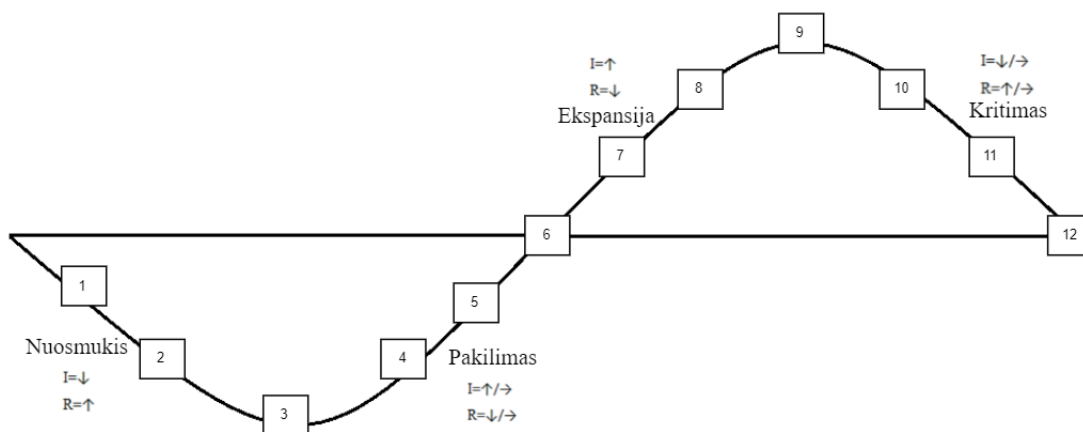 9
I=↑
R=↓
8
Ekspansija
7
I=↓/→
R=↑/→
10
Kritimas
11
6
12
1
5
Nuosmukis
2
4
Pakilimas
I=↓
R=↑
3
I=↑/→
R=↓/→